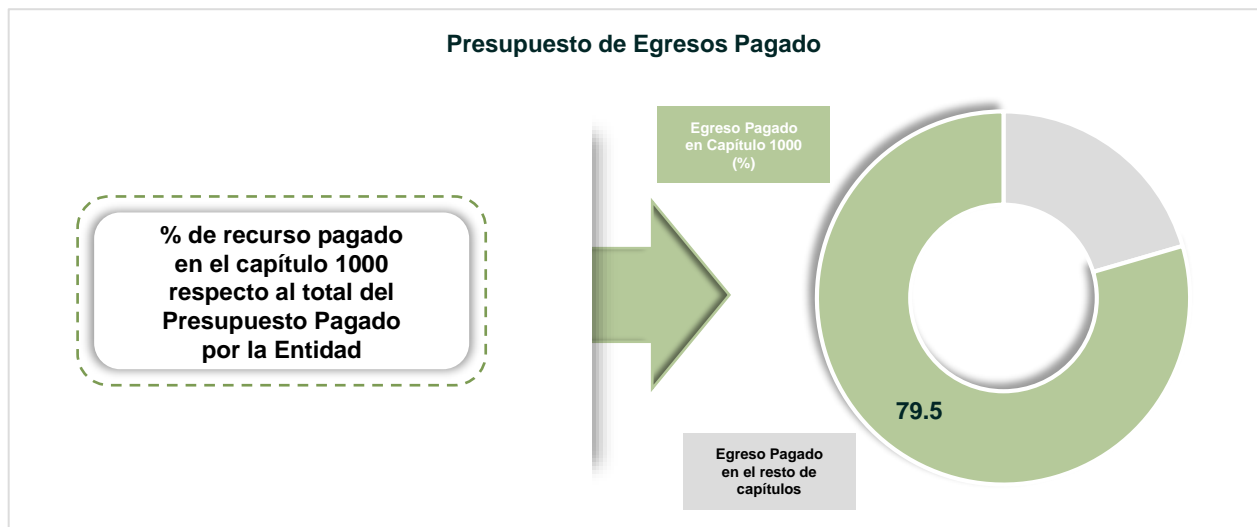 Presupuesto de Egresos Pagado
Egreso Pagado
en Capítulo 1000
(%)
% de recurso pagado
en el capítulo 1000
respecto al total del
Presupuesto Pagado
por la Entidad
79.5
Egreso Pagado
en el resto de
capítulos